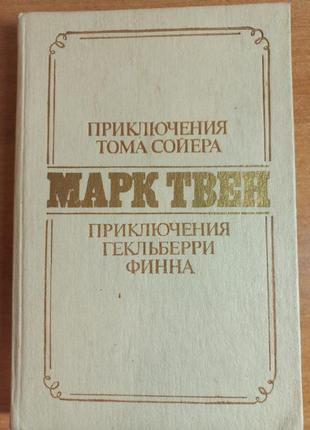 ПРИКЛЮЧЕНИЯ
ТОМА СОЙЕРА
МАРК ТВЕН
ПРИКЛЮЧЕНИЯ
ГЕКЛЬБЕРРИ
ФИННА